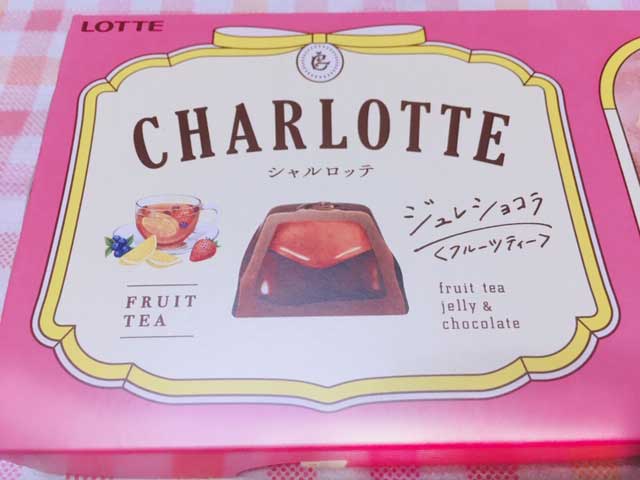 LOTTE
CHARLOTTE
シャルロッテ
ジュレショコラ
<フルーツティー>
FRUIT
TEA
fruit tea
jelly &
chocolate